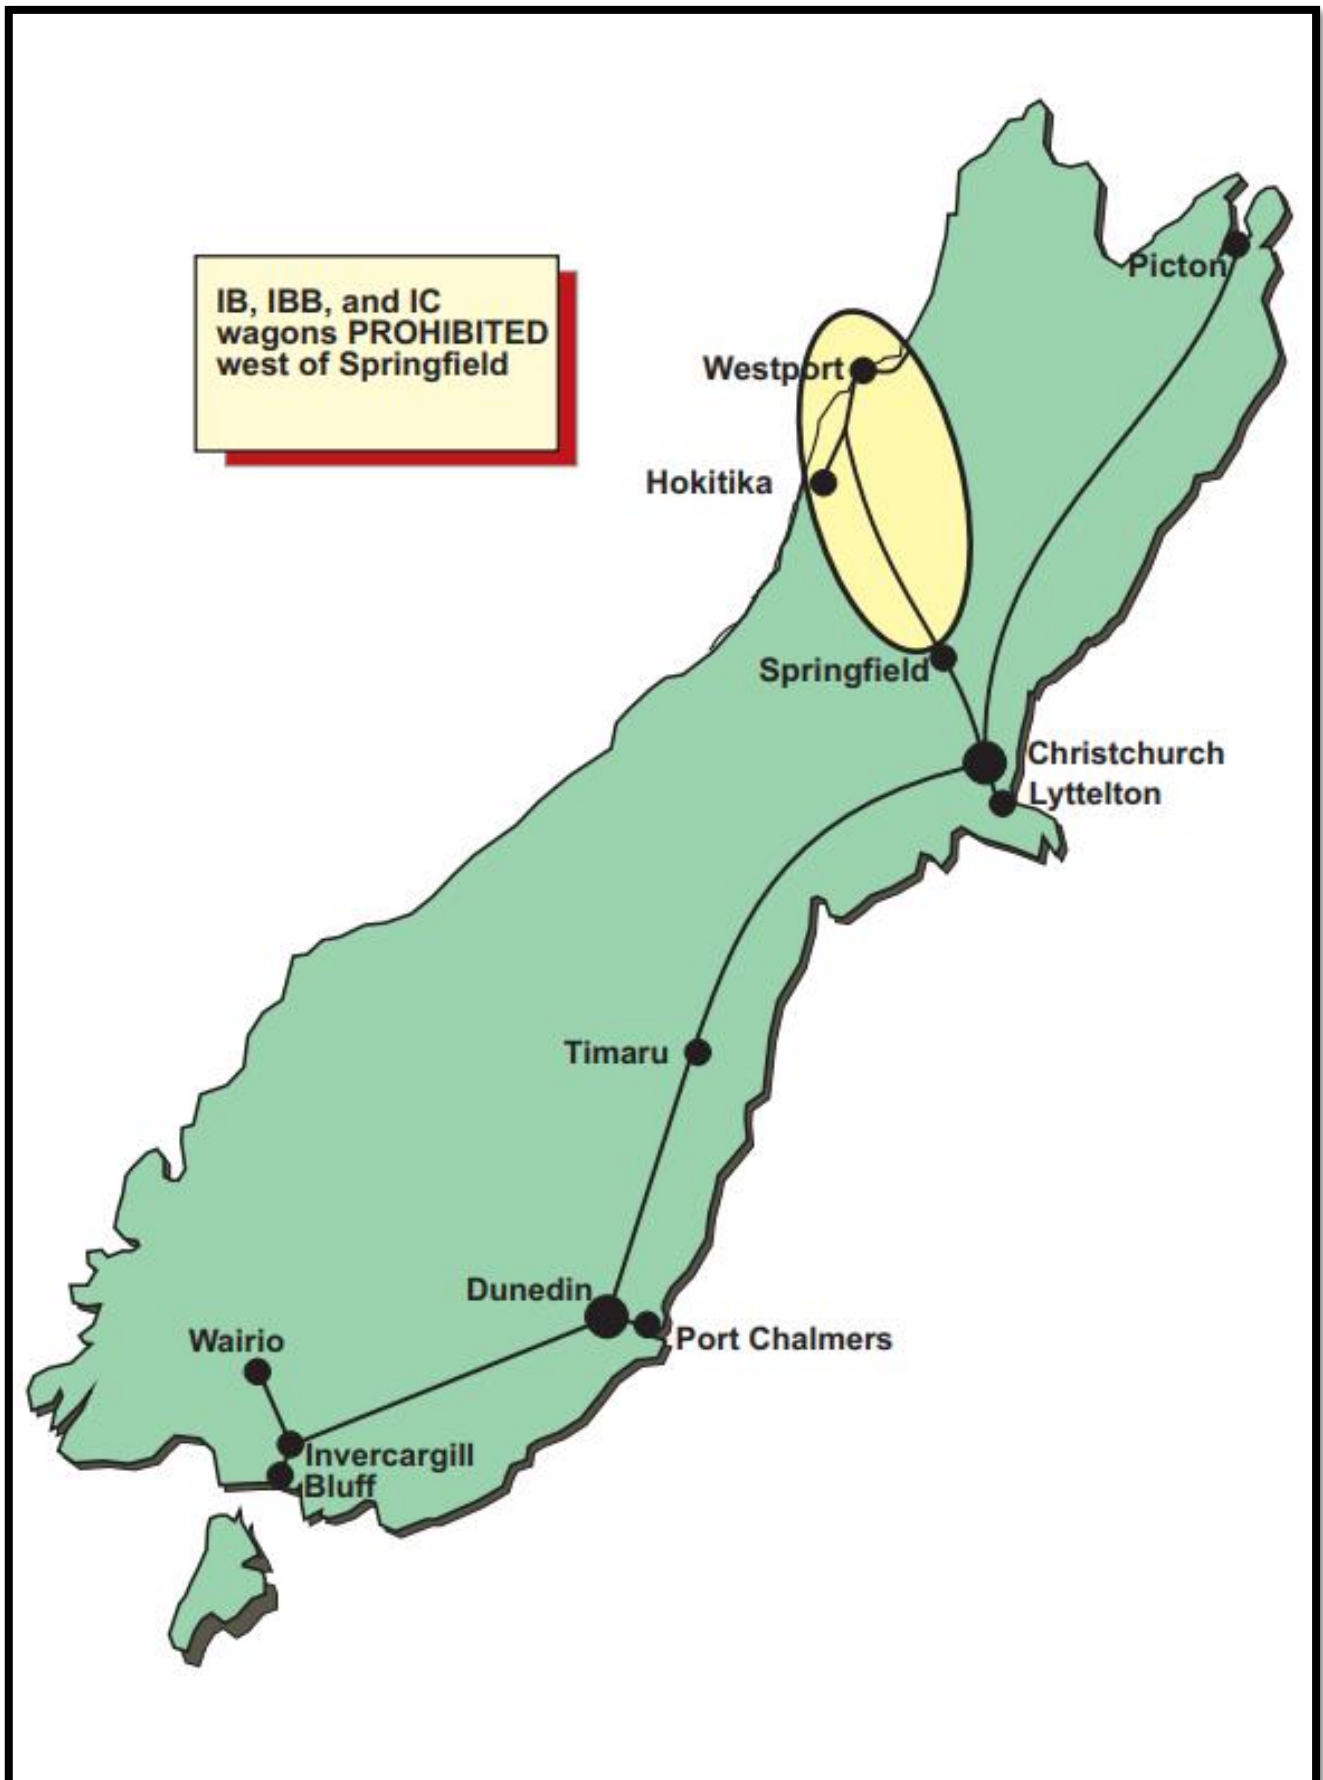 Picton
IB, IBB, and IC
wagons PROHIBITED
west of Springfield
Westport
Hokitika
Springfield
Christchurch
Lyttelton
Timaru
Dunedin
Port Chalmers
Wairio
Invercargill
Bluff